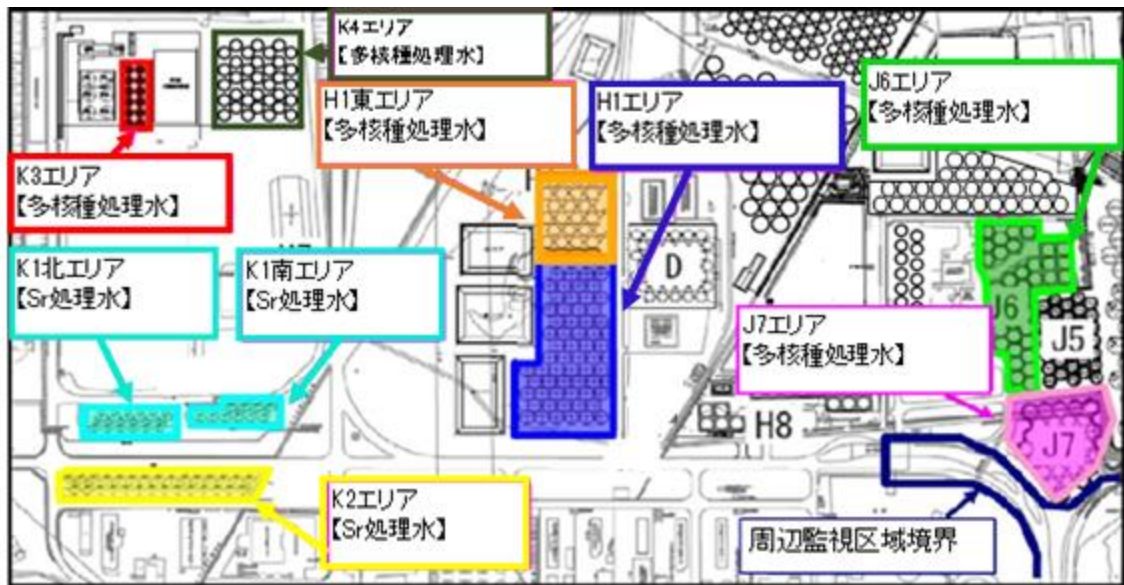 K4エリア
【多核種処理水】
H1東エリア
【多核種処理水】
H1エリア
【多核種処理水】
J6エリア
【多核種処理水】
K3エリア
【多核種処理水】
K1北エリア
【Sr処理水】
K1南エリア
【Sr処理水】
D
J7エリア
【多核種処理水】
J6
J5
H8
J7
K2エリア
【Sr処理水】
周辺監視区域境界